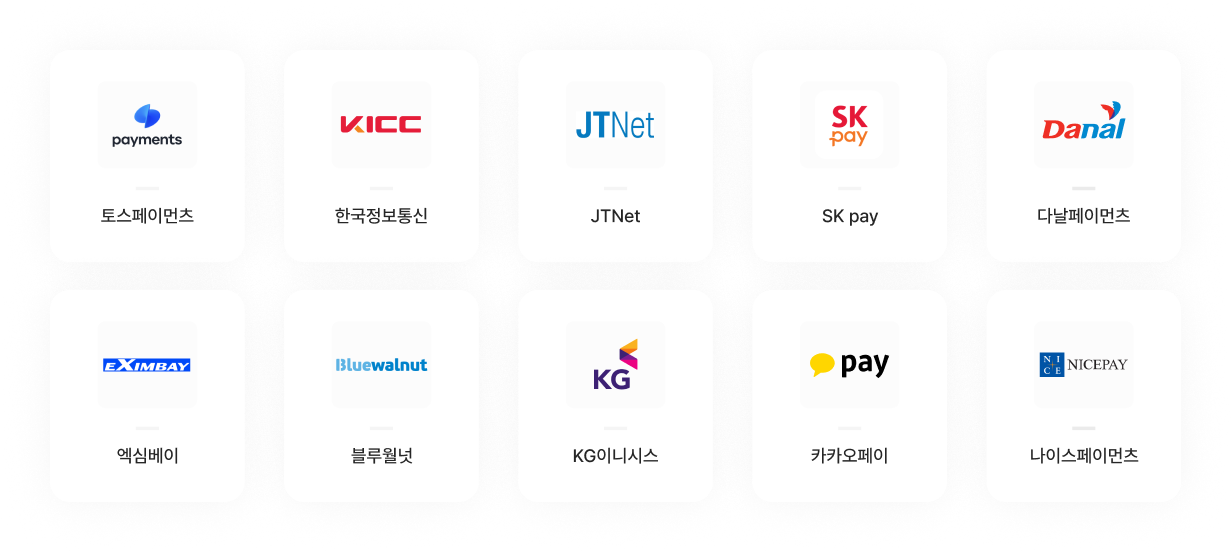 payments
KICC
JTNet
SK
pay
Danal
토스페이먼츠
한국정보통신
JTNet
SK pay
다날페이먼츠
EXIMBAY
Bluewalnut
KG
pay
NI
CE
NICEPAY
엑심베이
블루월넛
KG이니시스
카카오페이
나이스페이먼츠